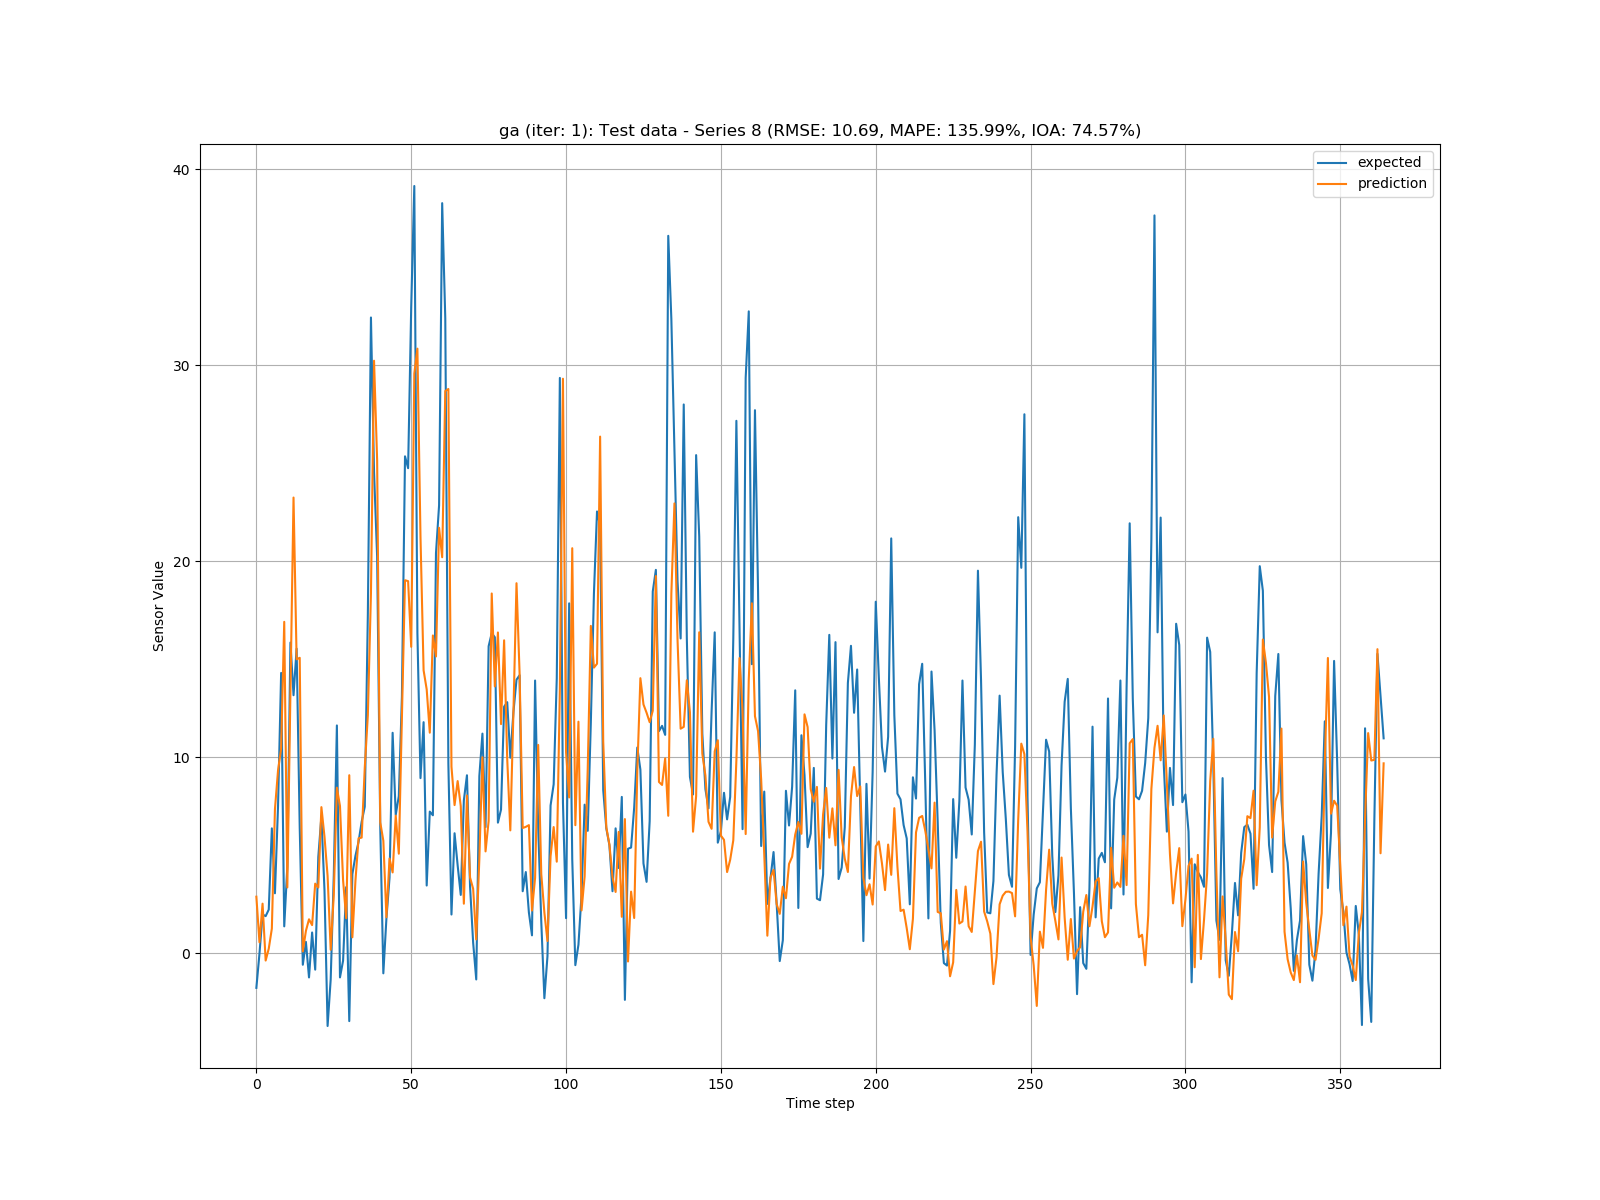 ga (iter: 1): Test data - Series 8 (RMSE: 10.69, MAPE: 135.99%, IOA: 74.57%)
expected
prediction
Sensor Value
40
30
20
10
0
0 50 100 150 200 250 300 350
Time step